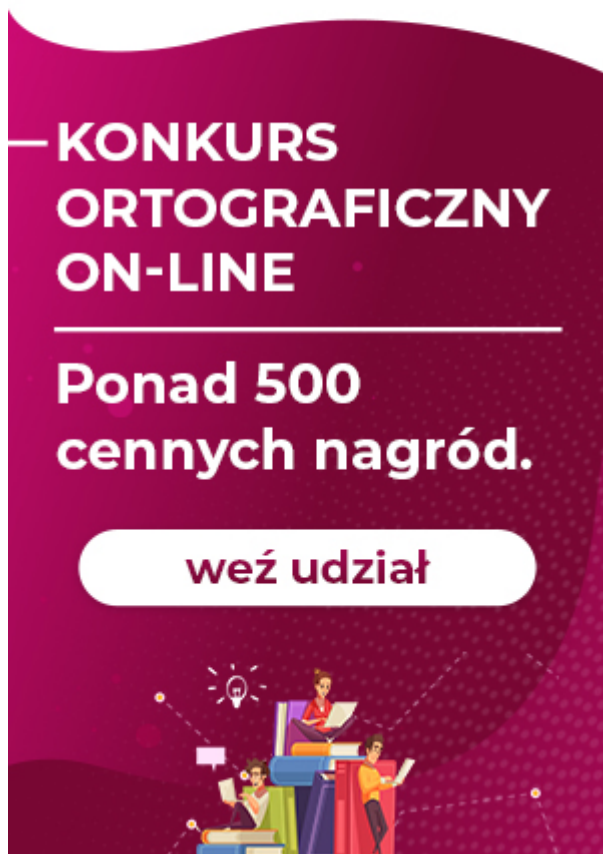 KONKURS
ORTOGRAFICZNY
ON-LINE
Ponad 500
cennych nagród.
weź udział